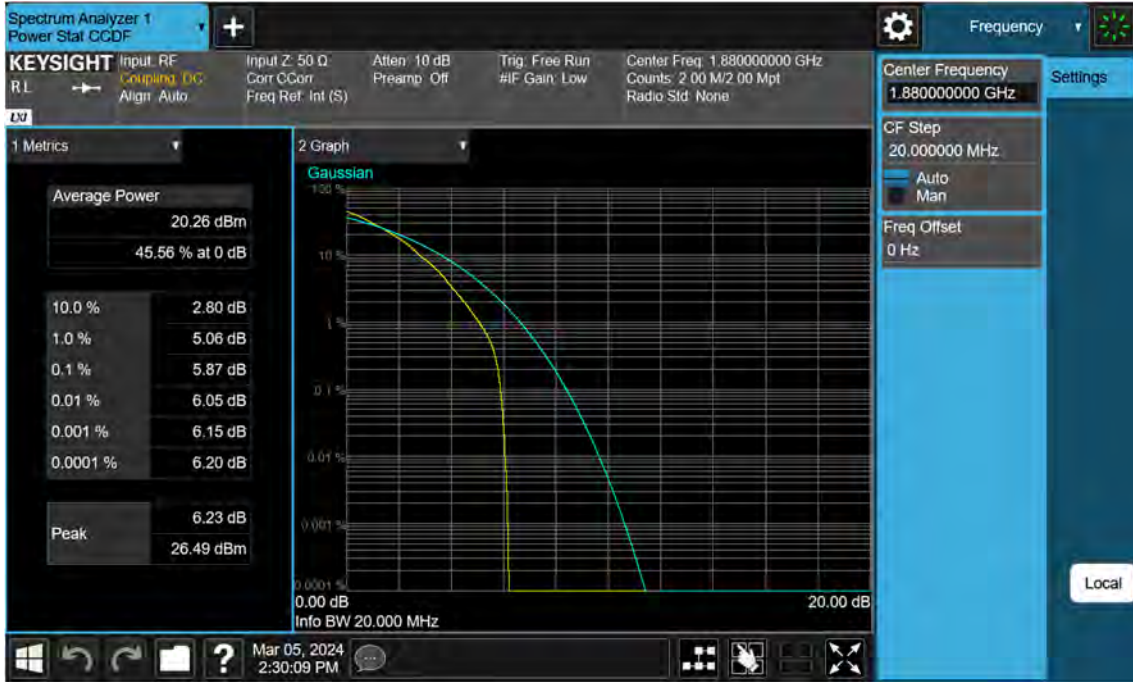 Spectrum Analyzer 1
Power Stat CCDF
Frequency
KEYSIGHT
R L
LXI
Input: RF
Coupling: DC
Align: Auto
Input Z: 50 Ω
Corr CCorr
Freq Ref: Int (S)
Atten: 10 dB
Preamp: Off
Trig: Free Run
#IF Gain: Low
Center Freq: 1.880000000 GHz
Counts: 2.00 M/2.00 Mpt
Radio Std: None
Center Frequency
1.880000000 GHz
Settings
CF Step
20.000000 MHz
Auto
Man
Freq Offset
0 Hz
1 Metrics
Average Power
20.26 dBm
45.56 % at 0 dB
10.0 % 2.80 dB
1.0 % 5.06 dB
0.1 % 5.87 dB
0.01 % 6.05 dB
0.001 % 6.15 dB
0.0001 % 6.20 dB
Peak
6.23 dB
26.49 dBm
2 Graph
Gaussian
100 %
10 %
1 %
0.1 %
0.01 %
0.001 %
0.0001 %
0.00 dB
20.00 dB
Info BW 20.000 MHz
Local
?
Mar 05, 2024
2:30:09 PM